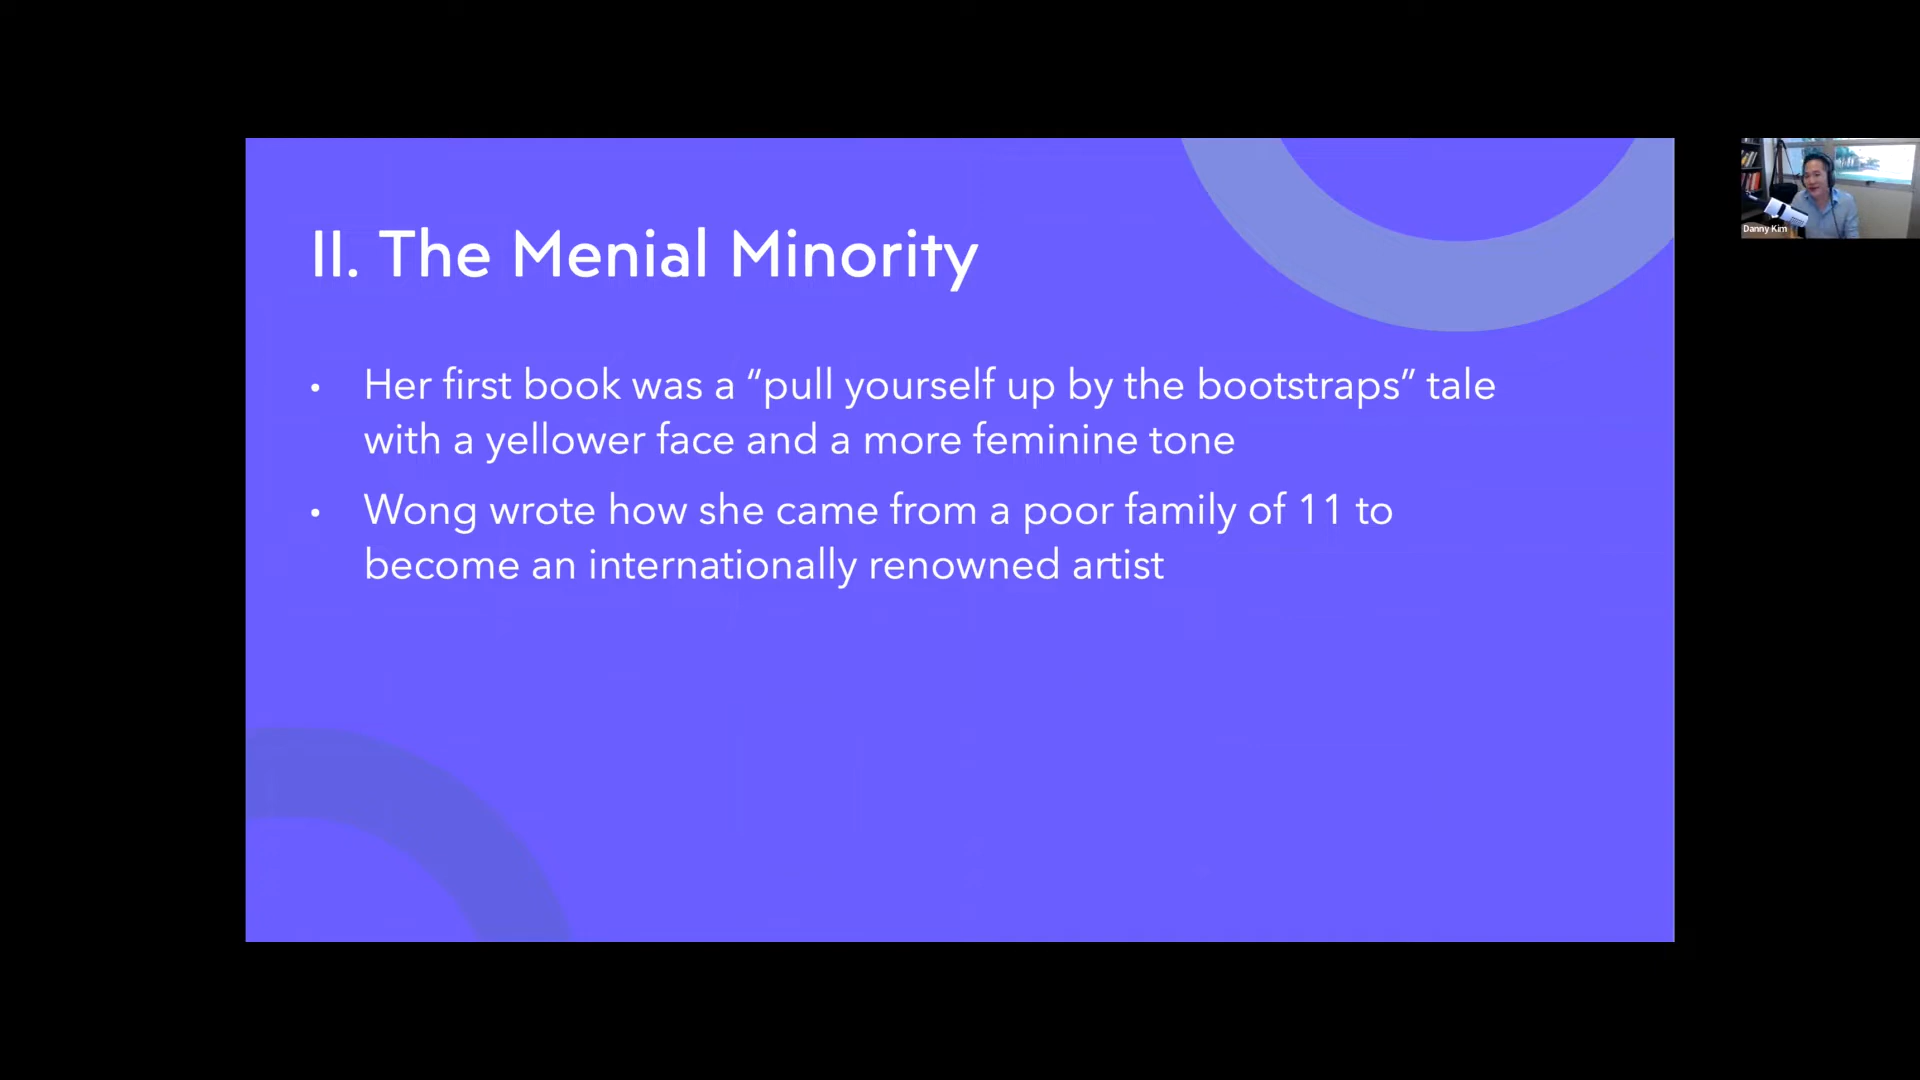 II. The Menial Minority
• Her first book was a “pull yourself up by the bootstraps” tale
with a yellower face and a more feminine tone
• Wong wrote how she came from a poor family of 11 to
become an internationally renowned artist
Danny Kim